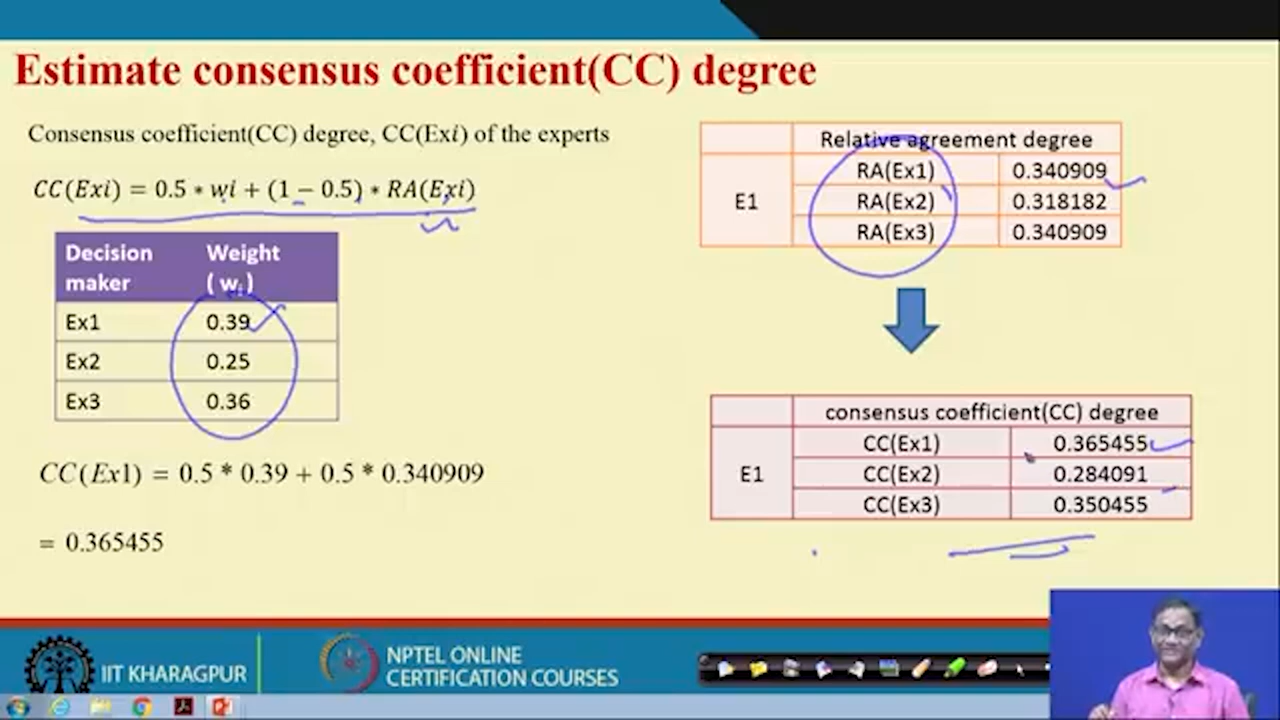 Estimate consensus coefficient(CC) degree
Consensus coefficient(CC) degree, CC(Exi) of the experts
CC(Exi) = 0.5 * wi + (1 − 0.5) * RA(Exi)
Decision maker Weight ( wi)
Ex1 0.39
Ex2 0.25
Ex3 0.36
CC(Ex1) = 0.5 * 0.39 + 0.5 * 0.340909
= 0.365455
Relative agreement degree
E1
RA(Ex1) 0.340909
RA(Ex2) 0.318182
RA(Ex3) 0.340909
consensus coefficient(CC) degree
E1
CC(Ex1) 0.365455
CC(Ex2) 0.284091
CC(Ex3) 0.350455
IIT KHARAGPUR
NPTEL ONLINE
CERTIFICATION COURSES